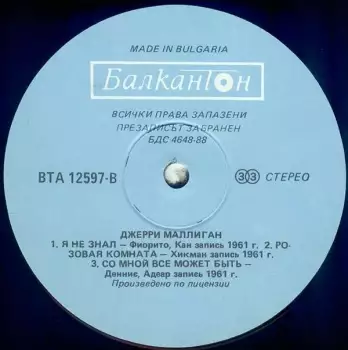 MADE IN BULGARIA
Балкантон
ВСИЧКИ ПРАВА ЗАПАЗЕНИ
ПРЕЗАПИСЪТ ЗАБРАНЕН
БДС 4648-88
ВТА 12597-В
33 СТЕРЕО
ДЖЕРРИ МАЛЛИГАН
1. Я НЕ ЗНАЛ – Фиорито, Кан запись 1961 г. 2. РО-
ЗОВАЯ КОМНАТА – Хикман запись 1961 г.
3. СО МНОЙ ВСЕ МОЖЕТ БЫТЬ –
Денник, Адаер запись 1961 г.
Произведено по лицензии